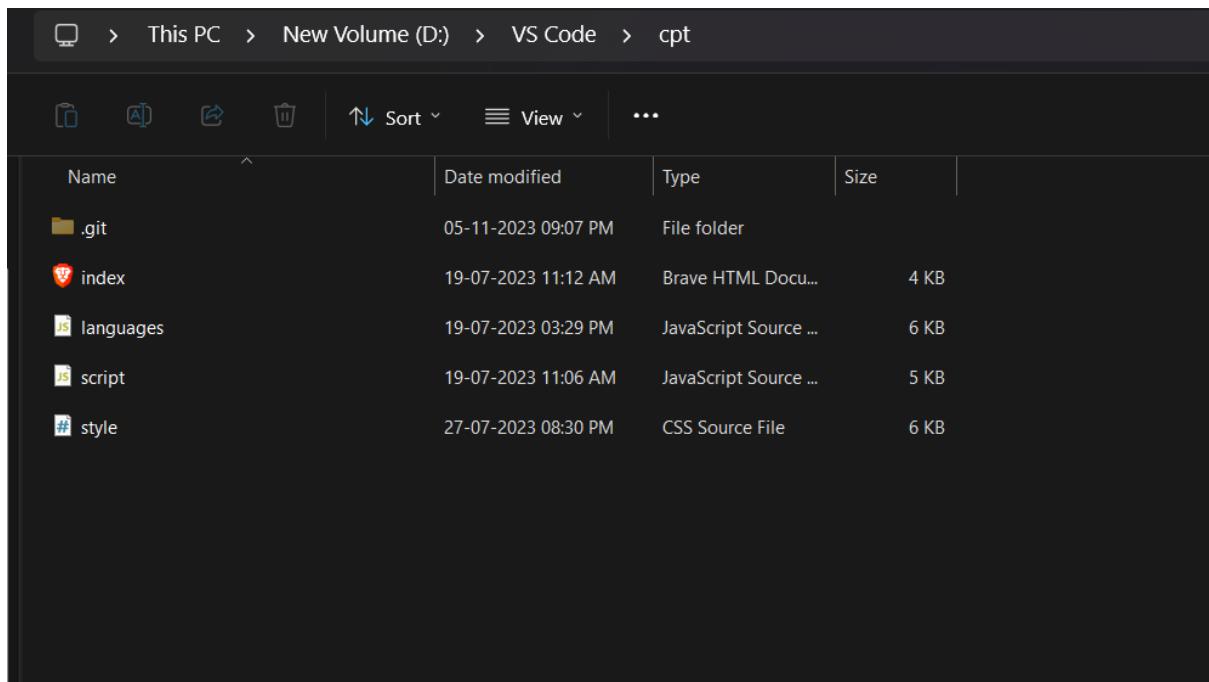 This PC > New Volume (D:) > VS Code > cpt
Sort View •••
Name Date modified Type Size
.git 05-11-2023 09:07 PM File folder
index 19-07-2023 11:12 AM Brave HTML Docu... 4 KB
JS languages 19-07-2023 03:29 PM JavaScript Source ... 6 KB
JS script 19-07-2023 11:06 AM JavaScript Source ... 5 KB
# style 27-07-2023 08:30 PM CSS Source File 6 KB